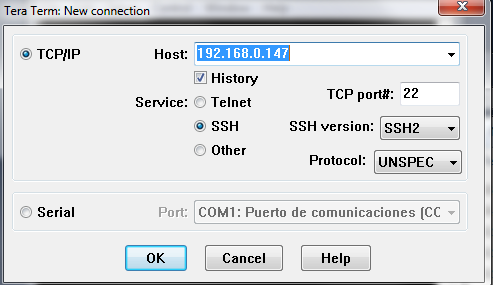 Tera Term: New connection
TCP/IP
Host: 192.168.0.147
History
Service: Telnet
TCP port#: 22
SSH
SSH version: SSH2
Other
Protocol: UNSPEC
Serial
Port: COM1: Puerto de comunicaciones (CC
OK
Cancel
Help